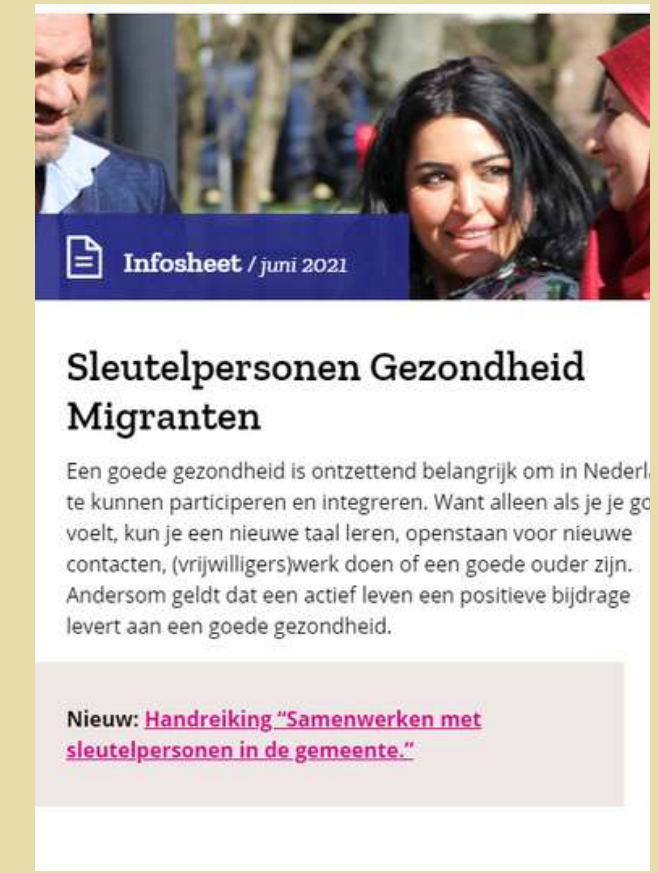 Infosheet / juni 2021
Sleutelpersonen Gezondheid
Migranten
Een goede gezondheid is ontzettend belangrijk om in Nederl
te kunnen participeren en integreren. Want alleen als je je go
voelt, kun je een nieuwe taal leren, openstaan voor nieuwe
contacten, (vrijwilligers)werk doen of een goede ouder zijn.
Andersom geldt dat een actief leven een positieve bijdrage
levert aan een goede gezondheid.
Nieuw: Handreiking “Samenwerken met
sleutelpersonen in de gemeente.”